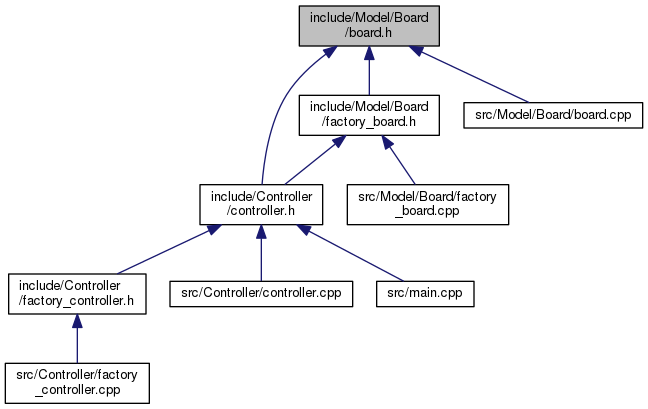 include/Model/Board
/board.h
include/Model/Board
/factory_board.h
src/Model/Board/board.cpp
include/Controller
/controller.h
src/Model/Board/factory
_board.cpp
include/Controller
/factory_controller.h
src/Controller/controller.cpp
src/main.cpp
src/Controller/factory
_controller.cpp